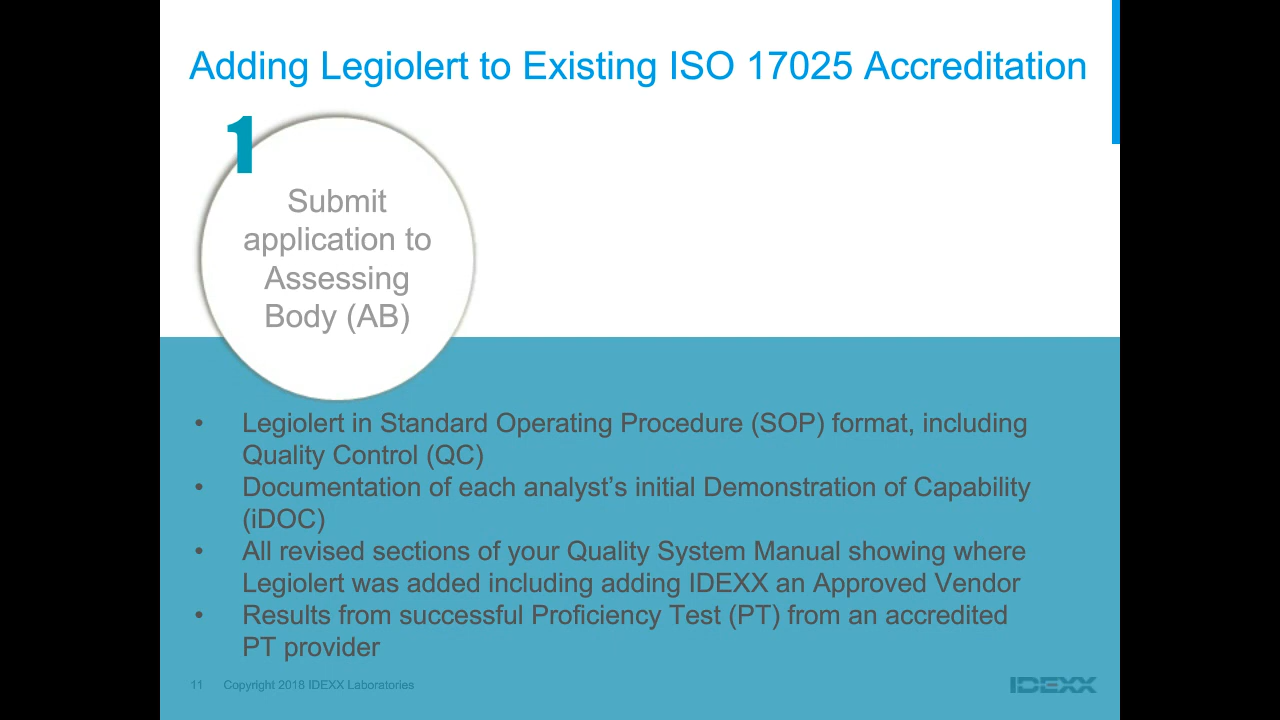 Adding Legiolert to Existing ISO 17025 Accreditation
1
Submit
application to
Assessing
Body (AB)
• Legiolert in Standard Operating Procedure (SOP) format, including
Quality Control (QC)
• Documentation of each analyst’s initial Demonstration of Capability
(iDOC)
• All revised sections of your Quality System Manual showing where
Legiolert was added including adding IDEXX an Approved Vendor
• Results from successful Proficiency Test (PT) from an accredited
PT provider
11 Copyright 2018 IDEXX Laboratories
IDEXX